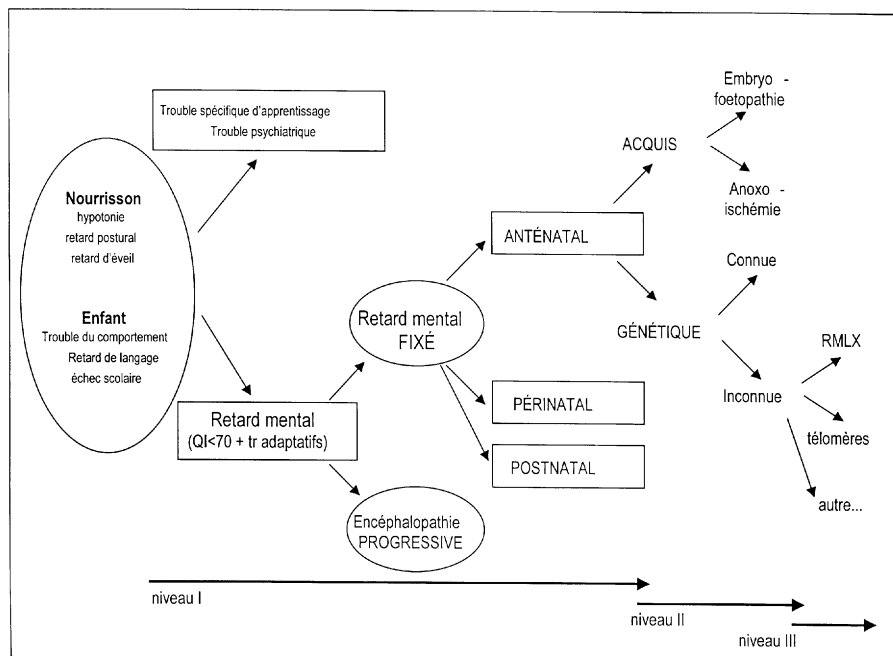 Trouble spécifique d'apprentissage
Trouble psychiatrique
Nourrisson
hypotonie
retard postural
retard d'éveil
Enfant
Trouble du comportement
Retard de langage
échec scolaire
Retard mental
(QI<70 + tr adaptatifs)
Retard mental
FIXÉ
Encéphalopathie
PROGRESSIVE
ANTÉNATAL
PÉRINATAL
POSTNATAL
ACQUIS
GÉNÉTIQUE
Embryo -
foetopathie
Anoxo -
ischémie
Connue
Inconnue
RMLX
télomères
autre...
niveau I
niveau II
niveau III